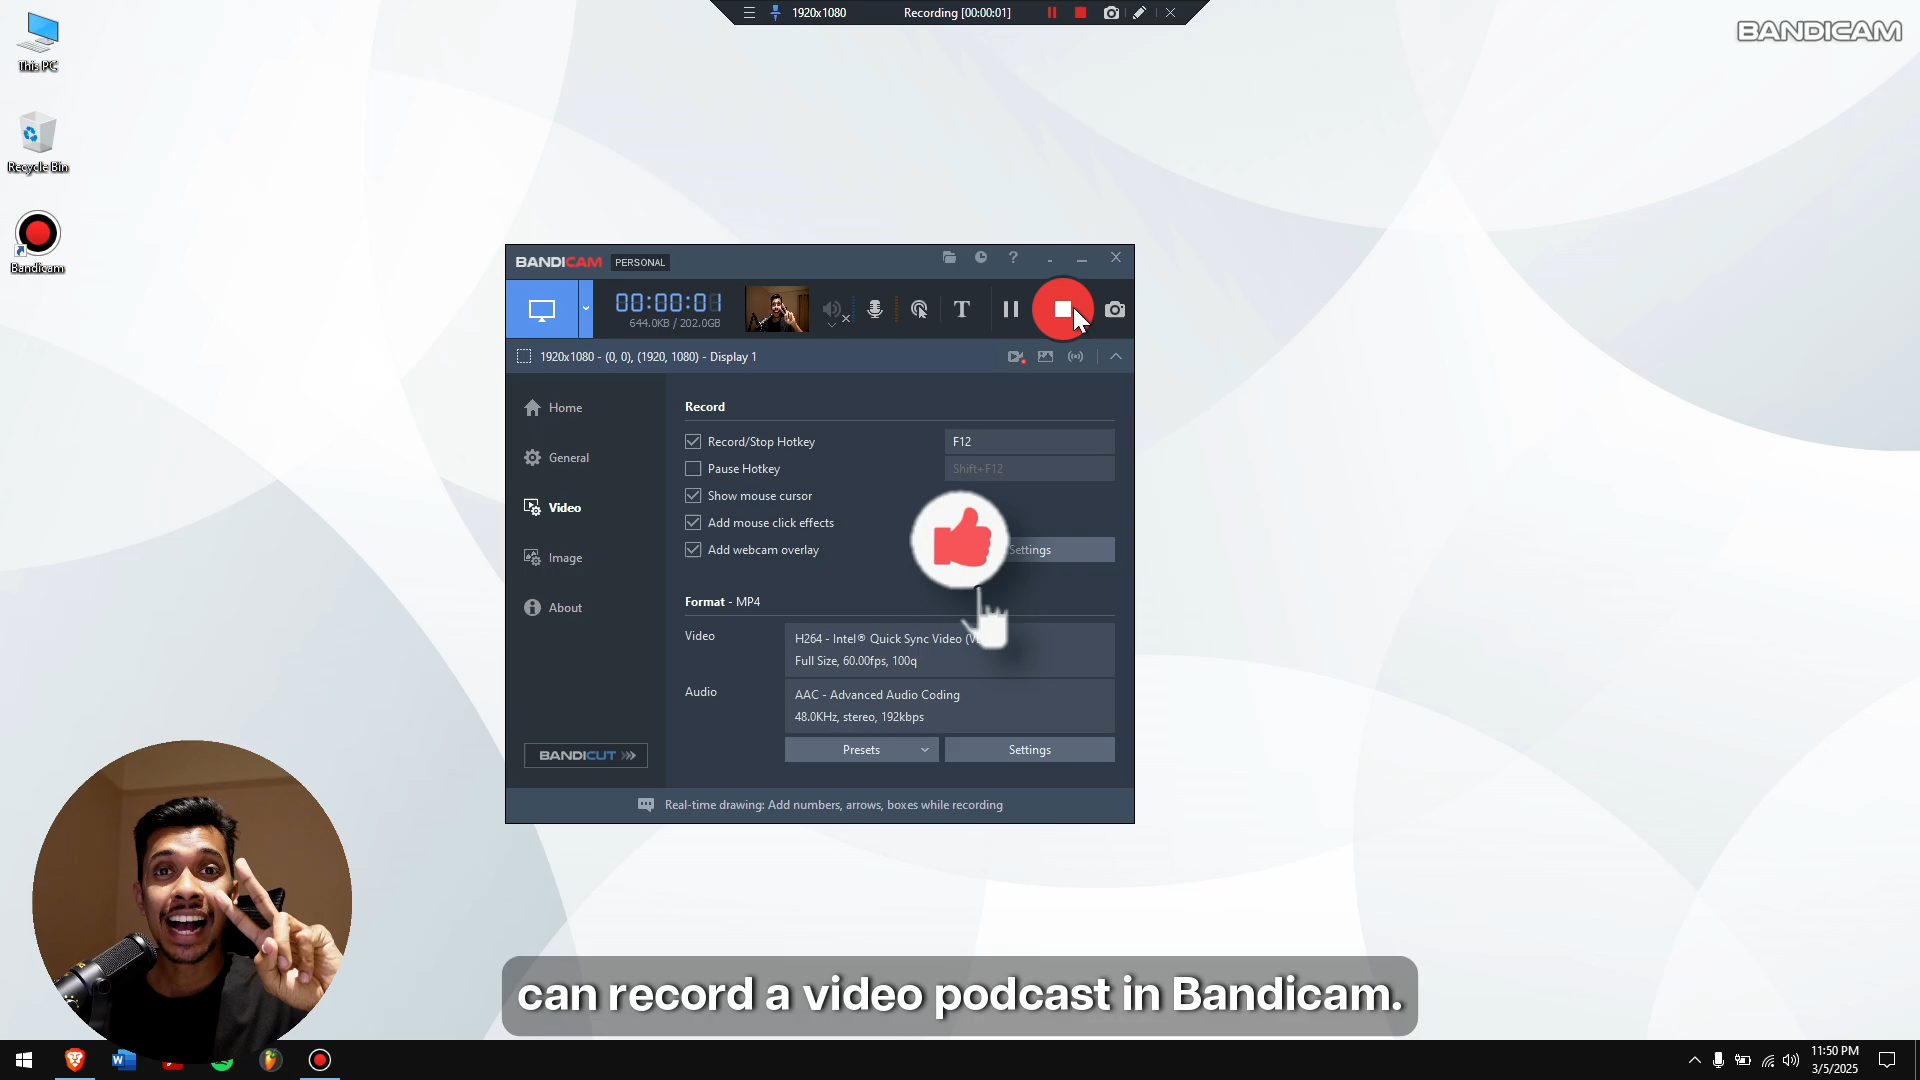 1920x1080
Recording [00:00:01]
BANDICAM
This PC
Recycle Bin
Bandicam
BANDICAM PERSONAL
00:00:01
644.0KB / 202.0GB
T
1920x1080 - (0, 0), (1920, 1080) - Display 1
Home
General
Video
Image
About
BANDICUT
Record
Record/Stop Hotkey
F12
Pause Hotkey
Shift+F12
Show mouse cursor
Add mouse click effects
Add webcam overlay
Settings
Format - MP4
Video
H264 - Intel® Quick Sync Video
Full Size, 60.00fps, 100q
Audio
AAC - Advanced Audio Coding
48.0KHz, stereo, 192kbps
Presets
Settings
Real-time drawing: Add numbers, arrows, boxes while recording
can record a video podcast in Bandicam.
11:50 PM
3/5/2025